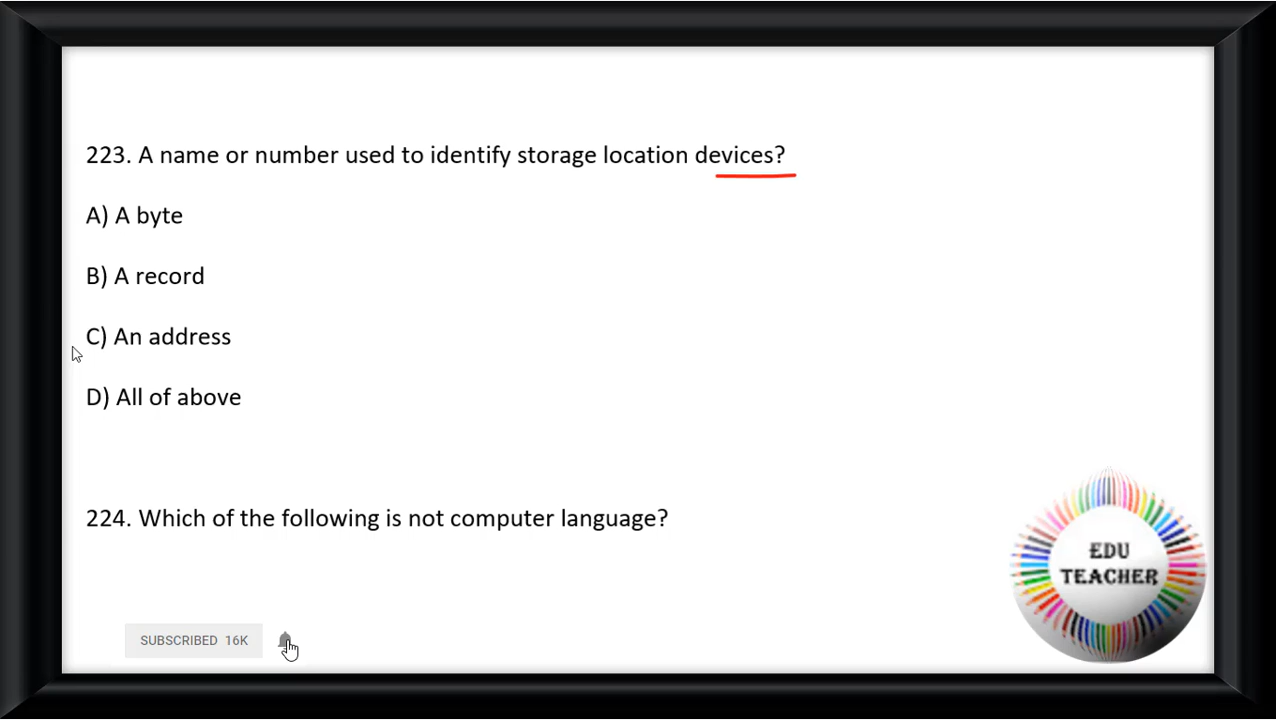 223. A name or number used to identify storage location devices?
A) A byte
B) A record
C) An address
D) All of above
224. Which of the following is not computer language?
EDU
TEACHER
SUBSCRIBED 16K